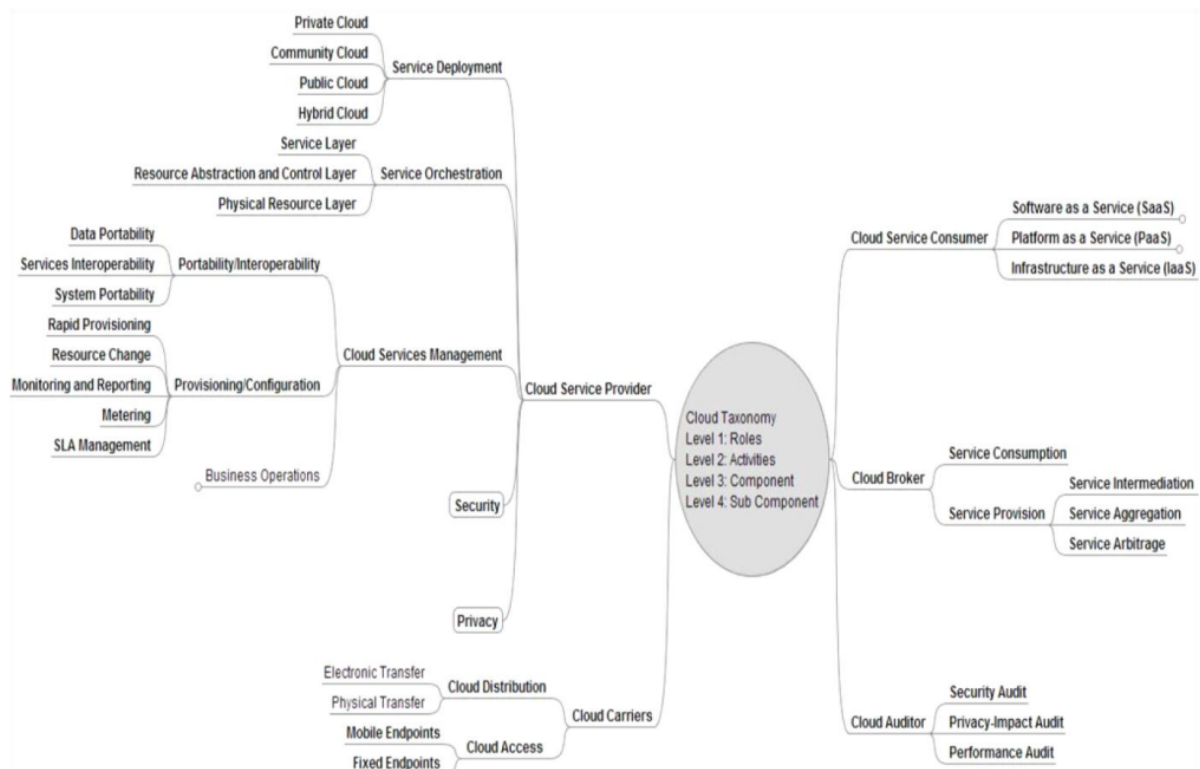 Private Cloud
Community Cloud
Public Cloud
Hybrid Cloud
Service Deployment
Service Layer
Resource Abstraction and Control Layer
Physical Resource Layer
Service Orchestration
Data Portability
Services Interoperability
System Portability
Portability/Interoperability
Rapid Provisioning
Resource Change
Monitoring and Reporting
Metering
SLA Management
Provisioning/Configuration
Business Operations
Cloud Services Management
Security
Privacy
Cloud Service Provider
Electronic Transfer
Physical Transfer
Cloud Distribution
Mobile Endpoints
Fixed Endpoints
Cloud Access
Cloud Carriers
Cloud Taxonomy
Level 1: Roles
Level 2: Activities
Level 3: Component
Level 4: Sub Component
Cloud Service Consumer
Software as a Service (SaaS)
Platform as a Service (PaaS)
Infrastructure as a Service (IaaS)
Cloud Broker
Service Consumption
Service Provision
Service Intermediation
Service Aggregation
Service Arbitrage
Cloud Auditor
Security Audit
Privacy-Impact Audit
Performance Audit